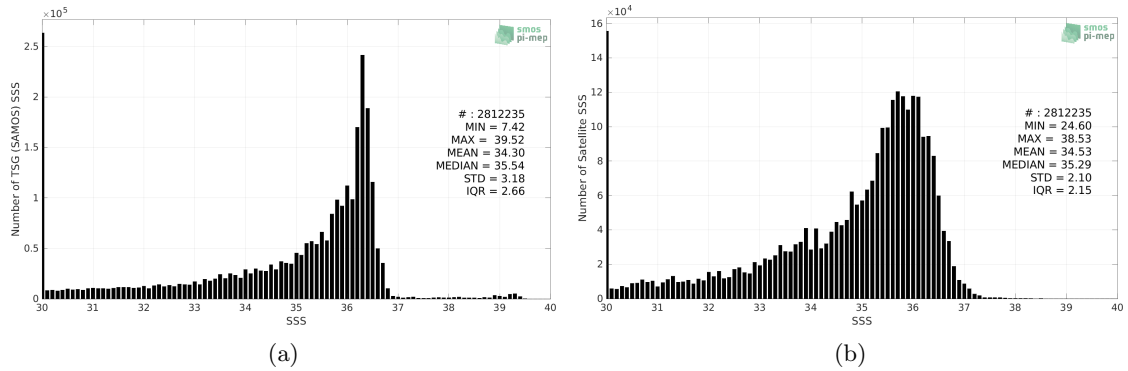 ×10⁵
smos
pi-mep
2.5
2
1.5
1
0.5
0
Number of TSG (SAMOS) SSS
# : 2812235
MIN = 7.42
MAX = 39.52
MEAN = 34.30
MEDIAN = 35.54
STD = 3.18
IQR = 2.66
30 31 32 33 34 35 36 37 38 39 40
SSS
(a)
×10⁴
smos
pi-mep
16
14
12
10
8
6
4
2
0
Number of Satellite SSS
# : 2812235
MIN = 24.60
MAX = 38.53
MEAN = 34.53
MEDIAN = 35.29
STD = 2.10
IQR = 2.15
30 31 32 33 34 35 36 37 38 39 40
SSS
(b)